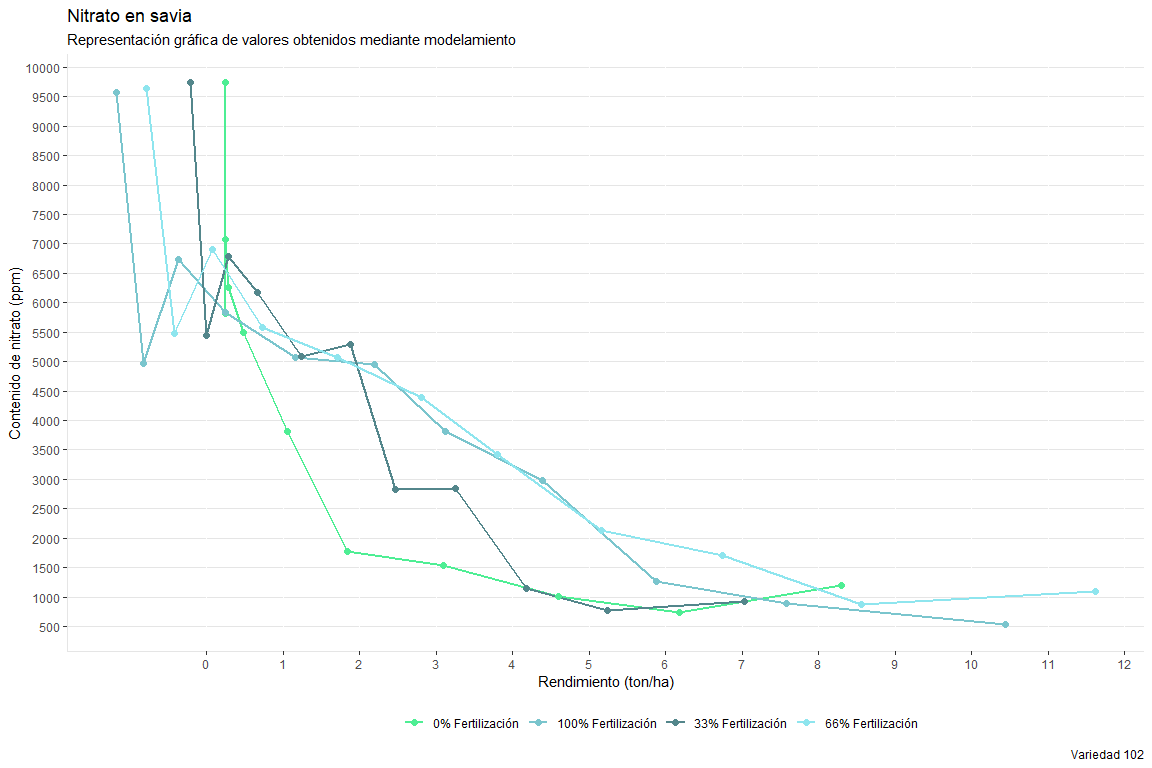 Nitrato en savia
Representación gráfica de valores obtenidos mediante modelamiento
Contenido de nitrato (ppm)
10000
9500
9000
8500
8000
7500
7000
6500
6000
5500
5000
4500
4000
3500
3000
2500
2000
1500
1000
500
0 1 2 3 4 5 6 7 8 9 10 11 12
Rendimiento (ton/ha)
0% Fertilización 100% Fertilización 33% Fertilización 66% Fertilización
Variedad 102